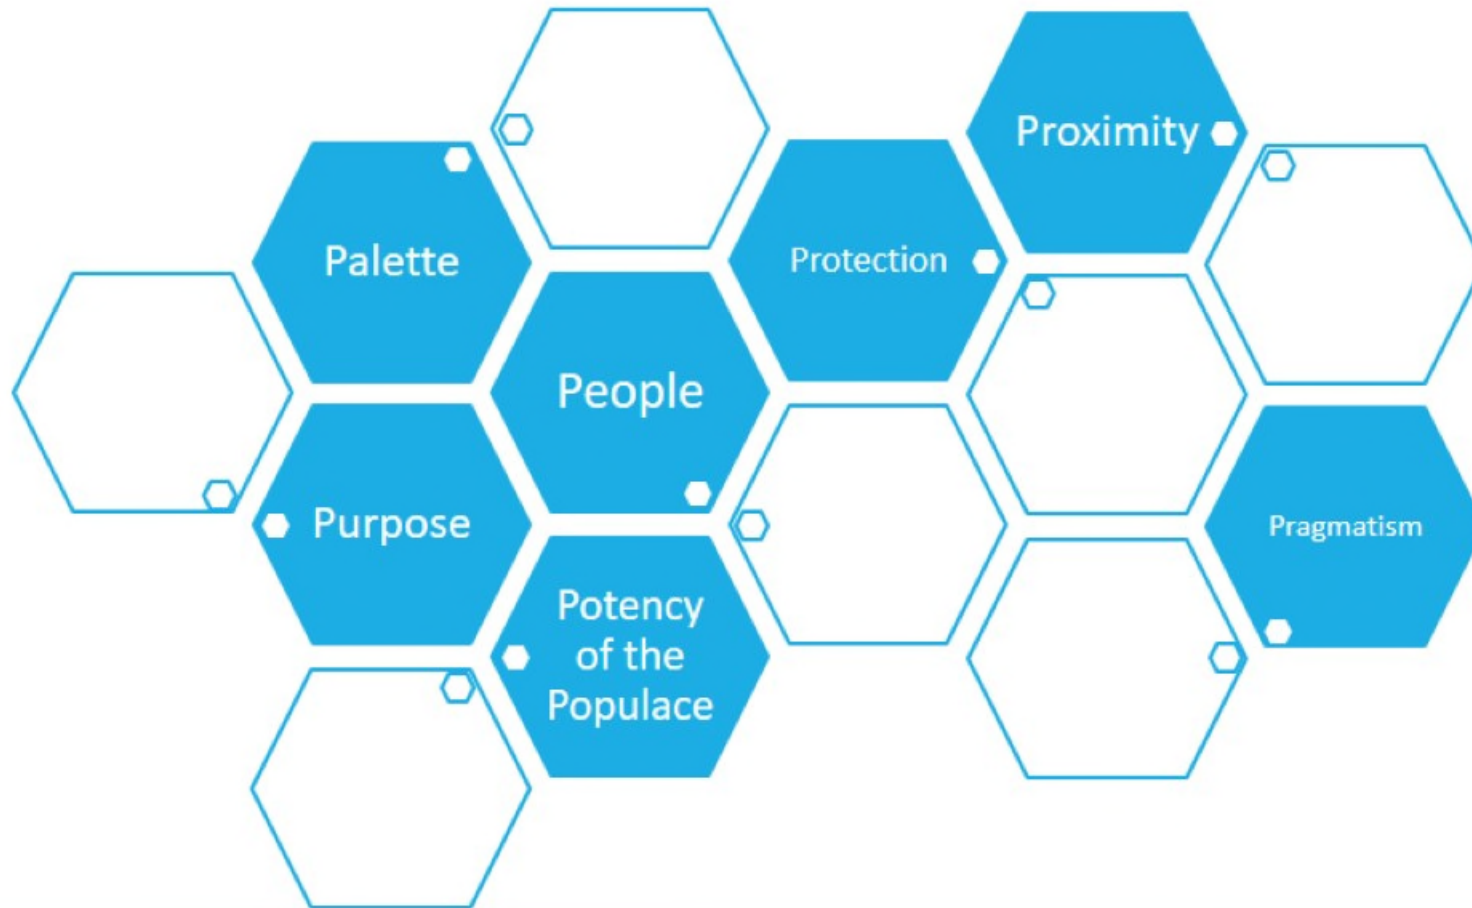 Proximity
Palette
Protection
People
Purpose
Pragmatism
Potency
of the
Populace